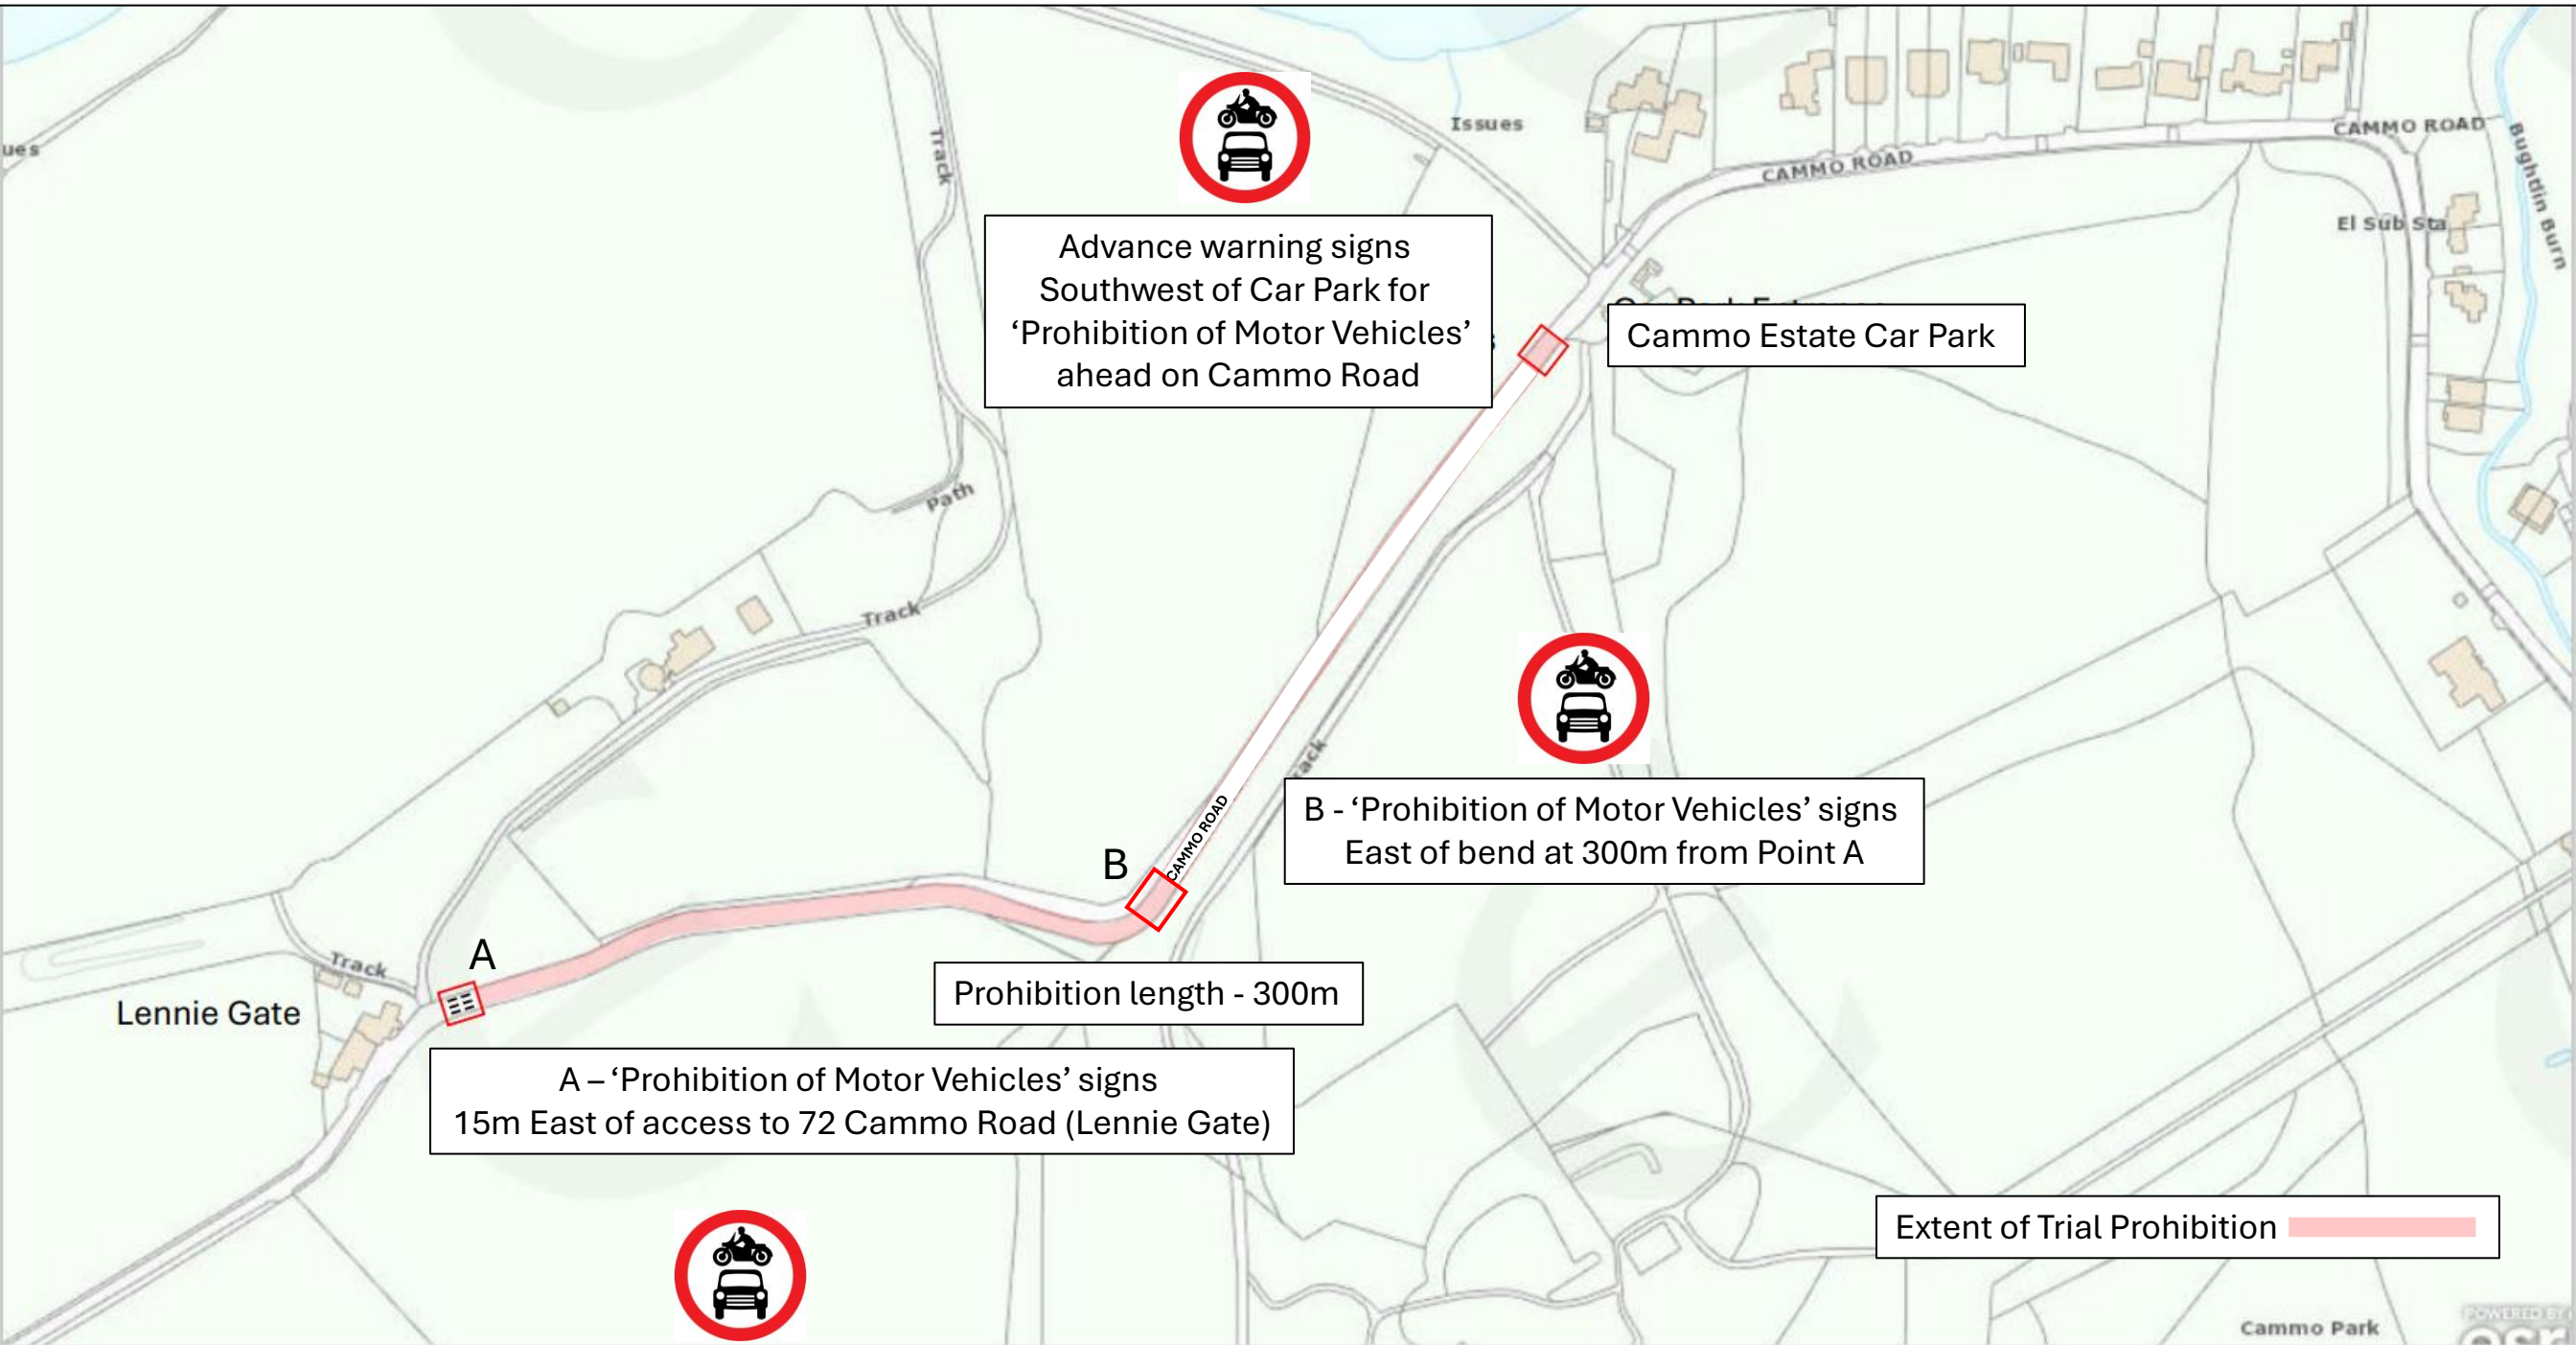 ues
Track
Issues
CAMMO ROAD
CAMMO ROAD
Bughtlin Burn
El Sub Sta
Advance warning signs
Southwest of Car Park for
‘Prohibition of Motor Vehicles’
ahead on Cammo Road
Cammo Estate Car Park
Path
Track
CAMMO ROAD
B
B - ‘Prohibition of Motor Vehicles’ signs
East of bend at 300m from Point A
A
Track
Lennie Gate
Prohibition length - 300m
A – ‘Prohibition of Motor Vehicles’ signs
15m East of access to 72 Cammo Road (Lennie Gate)
Extent of Trial Prohibition
Cammo Park
POWERED BY
esri